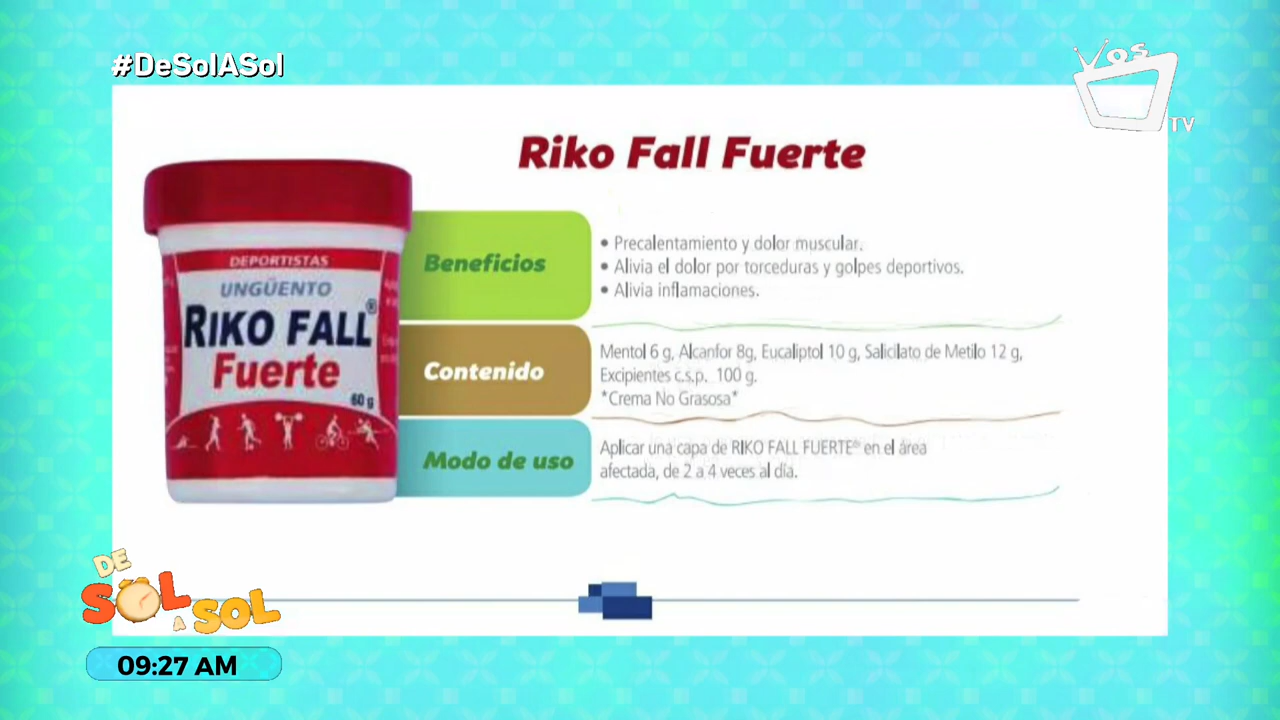 #DeSolASol
VOS
TV
Riko Fall Fuerte
DEPORTISTAS
UNGÜENTO
RIKO FALL®
Fuerte
60 g
Beneficios
• Precalentamiento y dolor muscular.
• Alivia el dolor por torceduras y golpes deportivos.
• Alivia inflamaciones.
Contenido
Mentol 6 g, Alcanfor 8g, Eucaliptol 10 g, Salicilato de Metilo 12 g,
Excipientes c.s.p. 100 g.
*Crema No Grasosa*
Modo de uso
Aplicar una capa de RIKO FALL FUERTE® en el área
afectada, de 2 a 4 veces al día.
DE
SOL
A SOL
09:27 AM